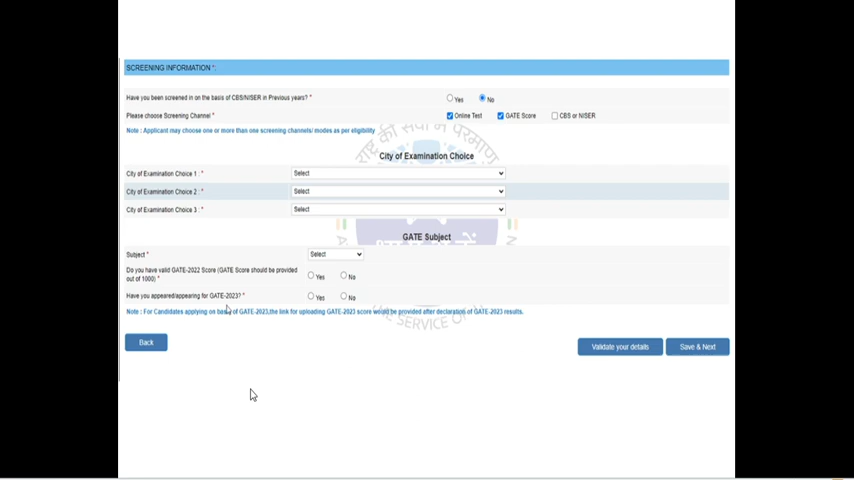 SCREENING INFORMATION *:
Have you been screened in on the basis of CBS/NISER in Previous years? * Yes No
Please choose Screening Channel * Online Test GATE Score CBS or NISER
Note : Applicant may choose one or more than one screening channels/ modes as per eligibility
City of Examination Choice
City of Examination Choice 1 : * Select
City of Examination Choice 2 : * Select
City of Examination Choice 3 : * Select
GATE Subject
Subject * Select
Do you have valid GATE-2022 Score (GATE Score should be provided
out of 1000) * Yes No
Have you appeared/appearing for GATE-2023? * Yes No
Note : For Candidates applying on basis of GATE-2023,the link for uploading GATE-2023 score would be provided after declaration of GATE-2023 results.
SERVICE OF
Back Validate your details Save & Next